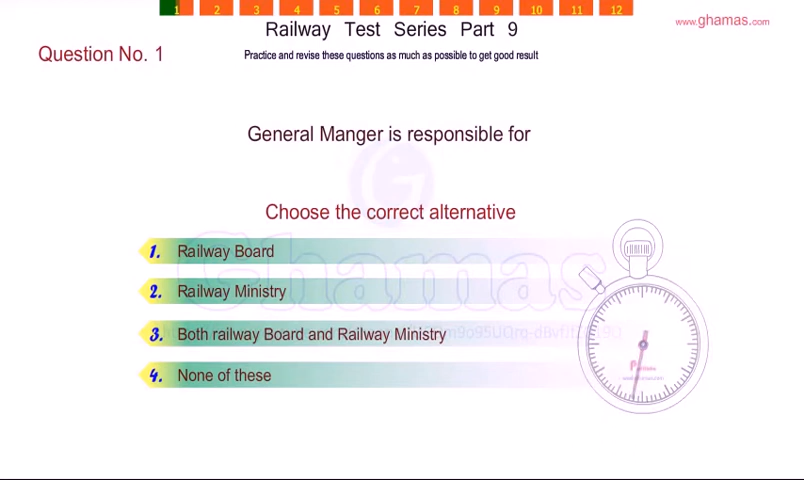 1 2 3 4 5 6 7 8 9 10 11 12
Railway Test Series Part 9
www.ghamas.com
Question No. 1
Practice and revise these questions as much as possible to get good result
General Manger is responsible for
Choose the correct alternative
1. Railway Board
2. Railway Ministry
3. Both railway Board and Railway Ministry
4. None of these
Ghamas